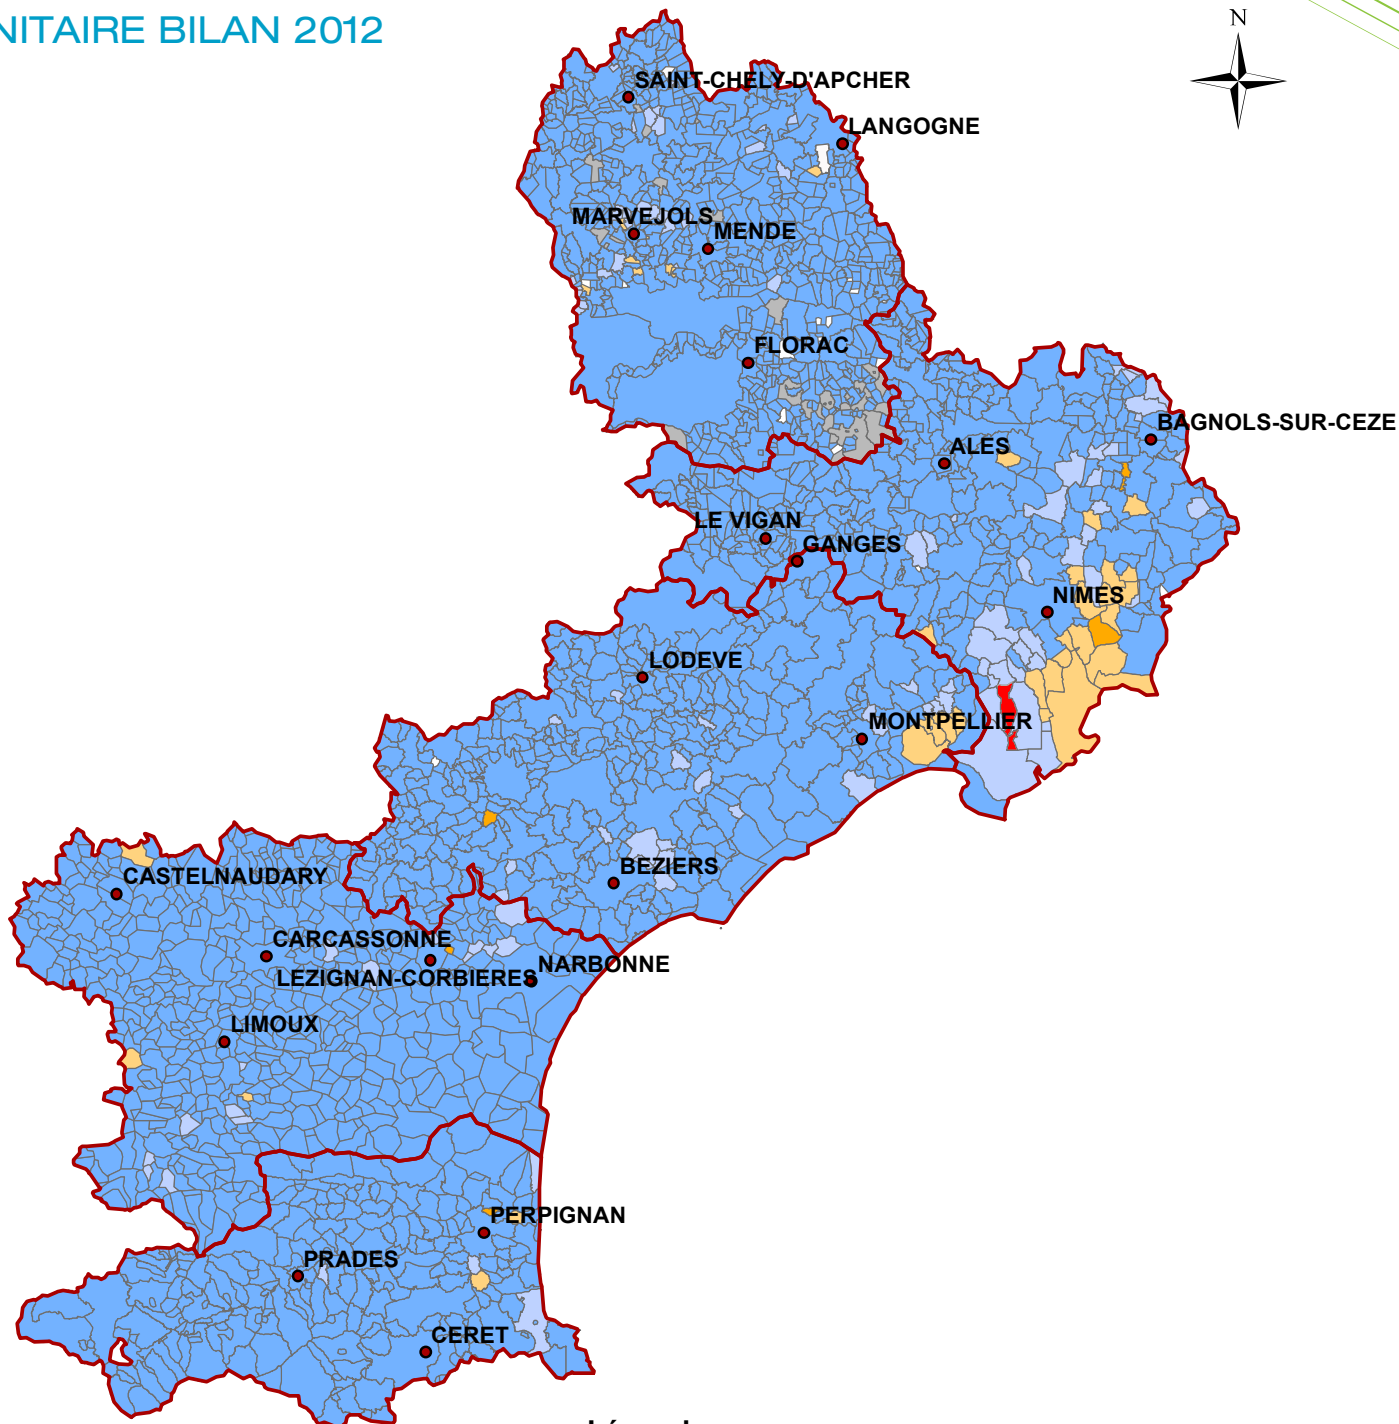 NITAIRE BILAN 2012
N
SAINT-CHELY-D'APCHER
LANGOGNE
MARVEJOLS
MENDE
FLORAC
BAGNOLS-SUR-CEZE
ALES
LE VIGAN
GANGES
NIMES
LODEVE
MONTPELLIER
BEZIERS
CASTELNAUDARY
CARCASSONNE
NARBONNE
LEZIGNAN-CORBIERES
LIMOUX
PERPIGNAN
PRADES
CERET